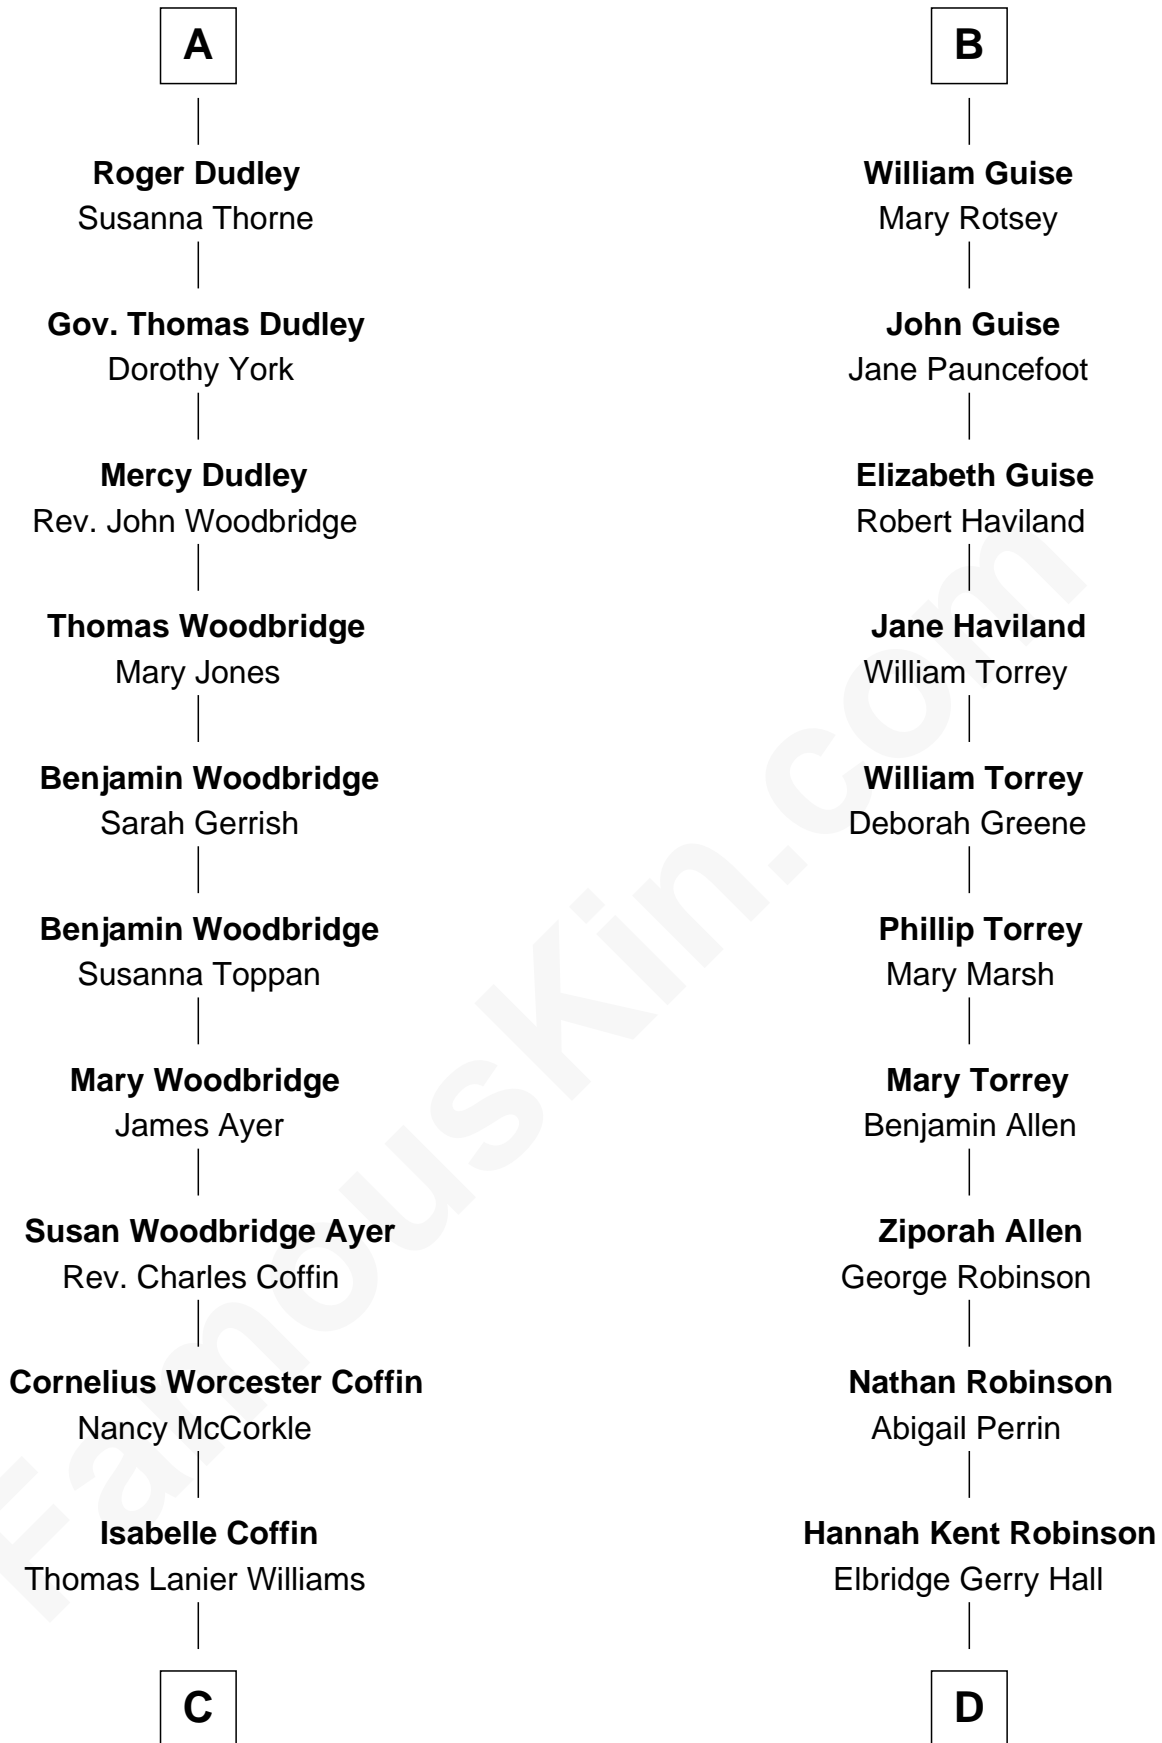 A
Roger Dudley
Susanna Thorne
Gov. Thomas Dudley
Dorothy York
Mercy Dudley
Rev. John Woodbridge
Thomas Woodbridge
Mary Jones
Benjamin Woodbridge
Sarah Gerrish
Benjamin Woodbridge
Susanna Toppan
Mary Woodbridge
James Ayer
Susan Woodbridge Ayer
Rev. Charles Coffin
Cornelius Worcester Coffin
Nancy McCorkle
Isabelle Coffin
Thomas Lanier Williams
C
B
William Guise
Mary Rotsey
John Guise
Jane Pauncefoot
Elizabeth Guise
Robert Haviland
Jane Haviland
William Torrey
William Torrey
Deborah Greene
Phillip Torrey
Mary Marsh
Mary Torrey
Benjamin Allen
Ziporah Allen
George Robinson
Nathan Robinson
Abigail Perrin
Hannah Kent Robinson
Elbridge Gerry Hall
D
FamousKin.com